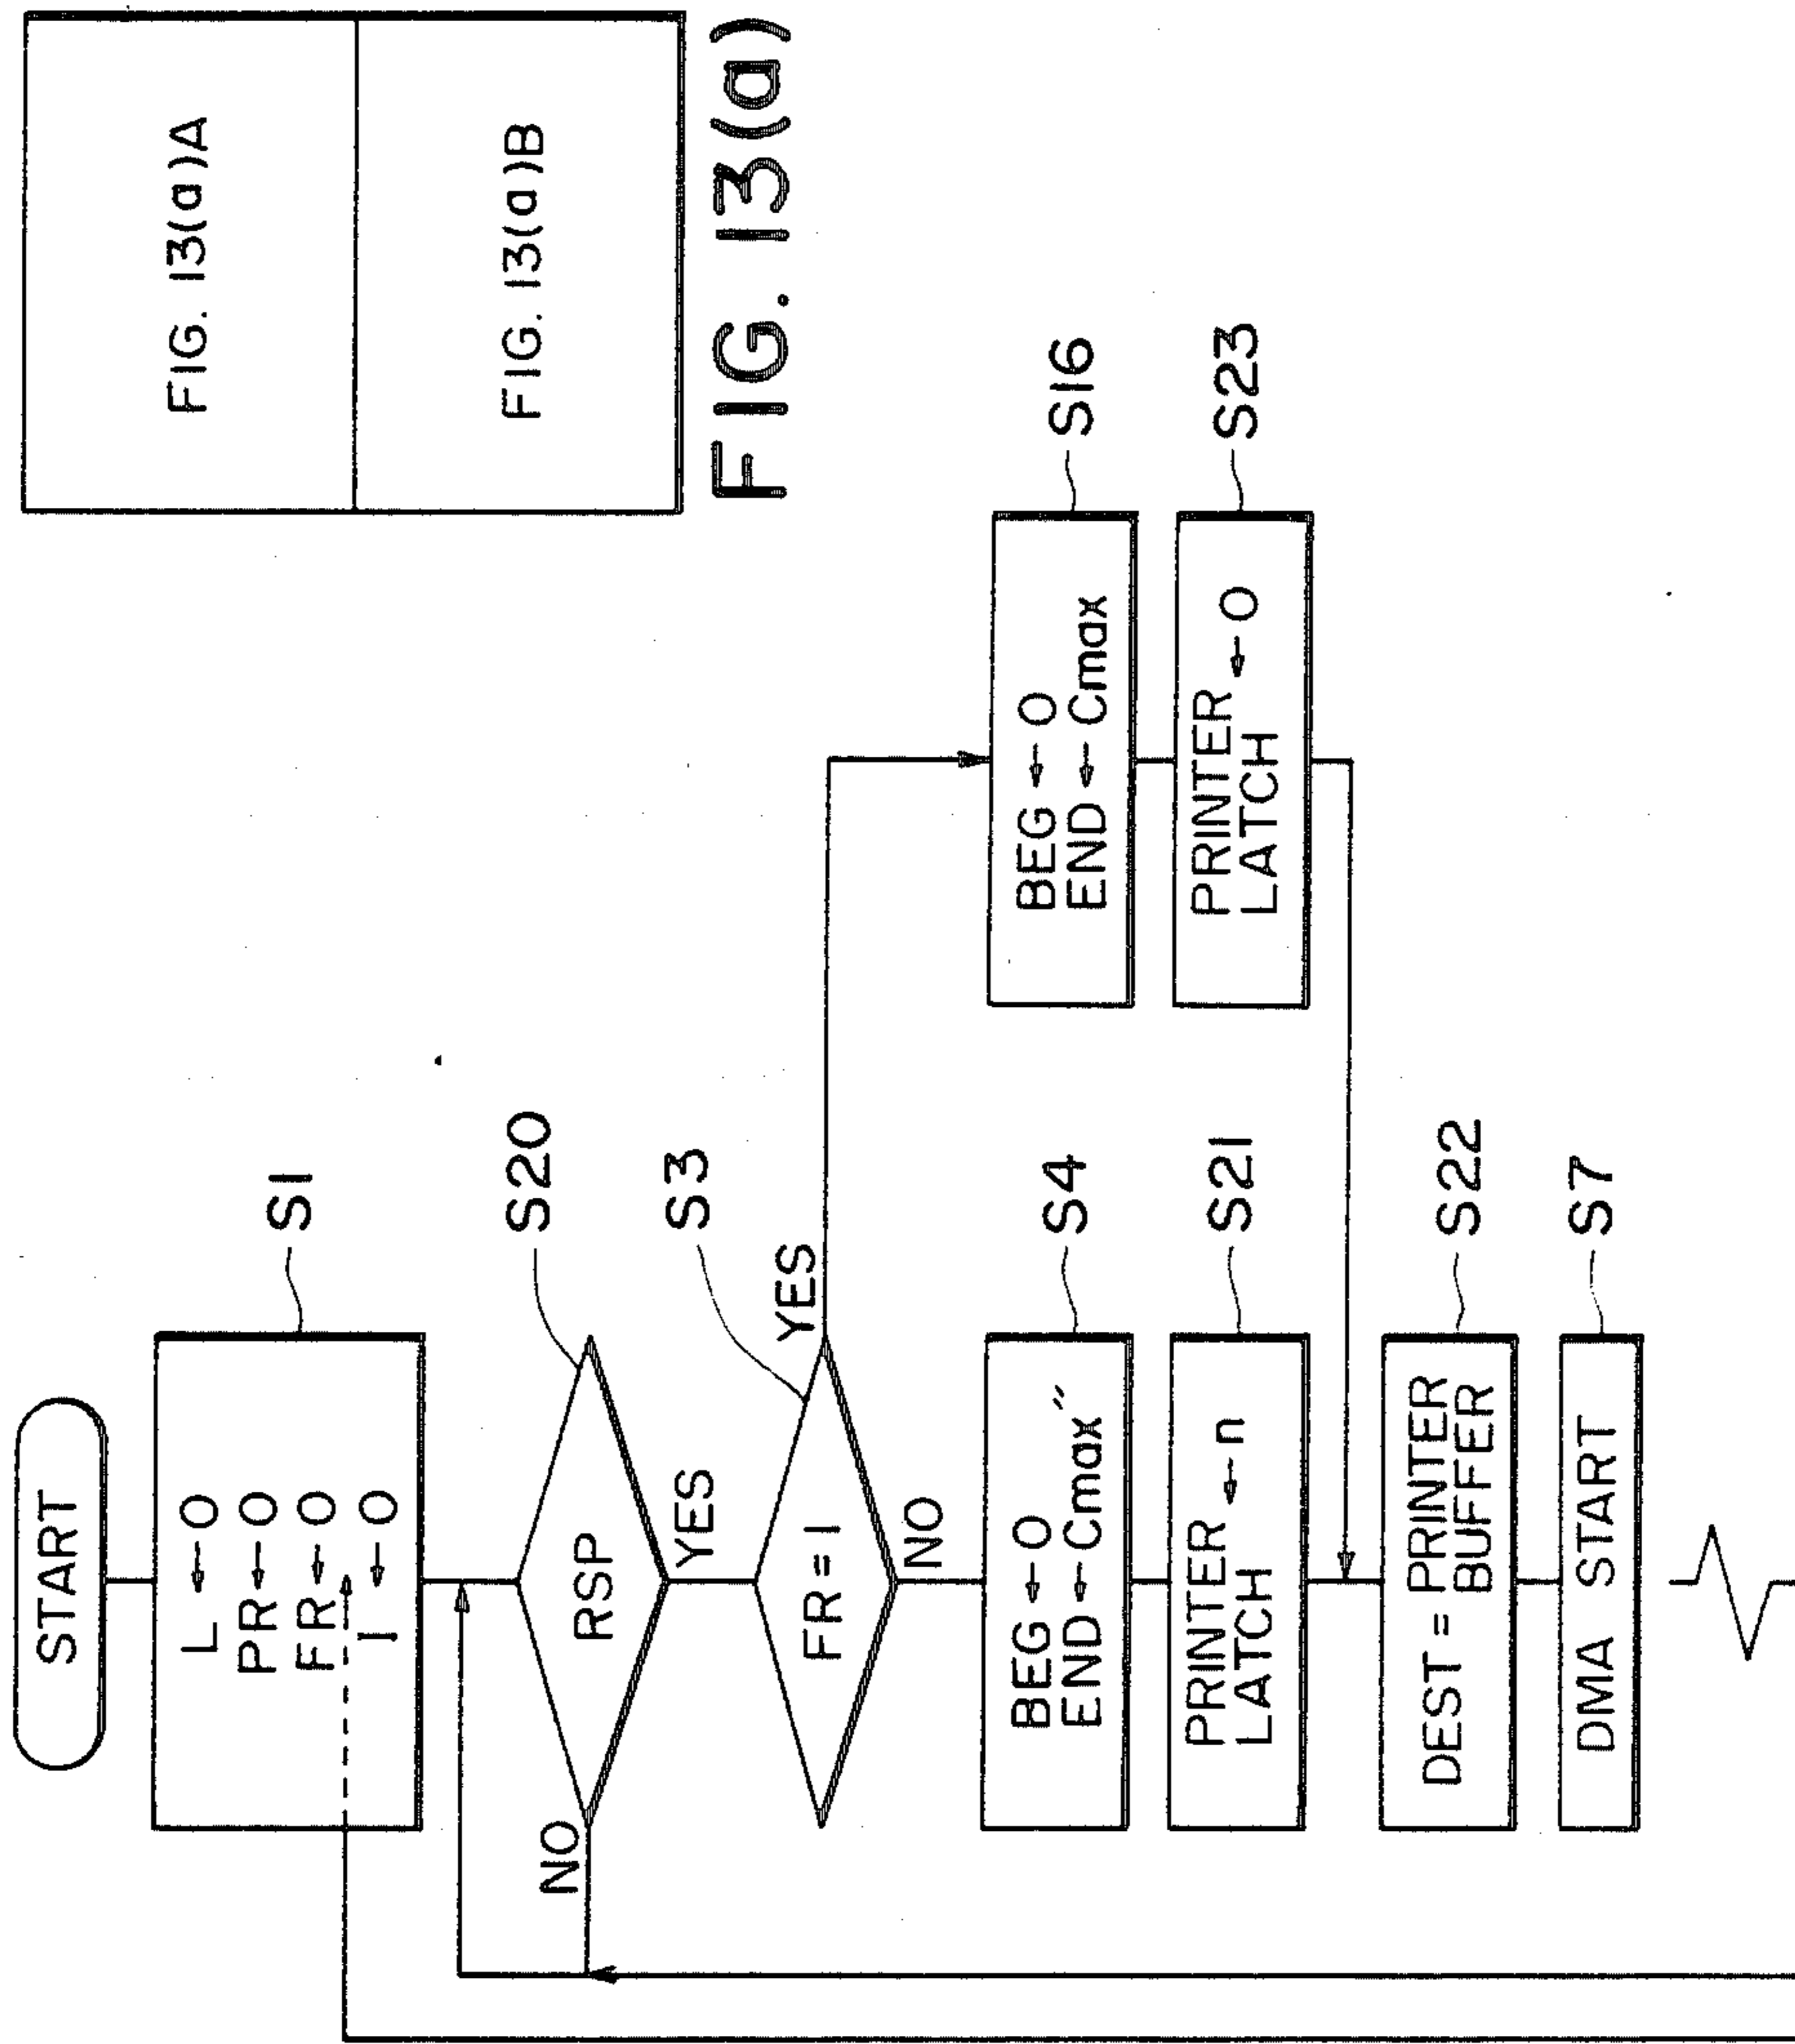 FIG. 13(a)A
FIG. 13(a)B
FIG. 13(a)
START
L ← 0
PR ← 0
FR ← 0
I ← 0
S1
RSP
S20
NO
YES
FR = 1
S3
YES
NO
BEG ← 0
END ← Cmax"
S4
PRINTER
LATCH ← n
S21
BEG ← 0
END ← Cmax
S16
PRINTER
LATCH ← 0
S23
DEST = PRINTER
BUFFER
S22
DMA START
S7